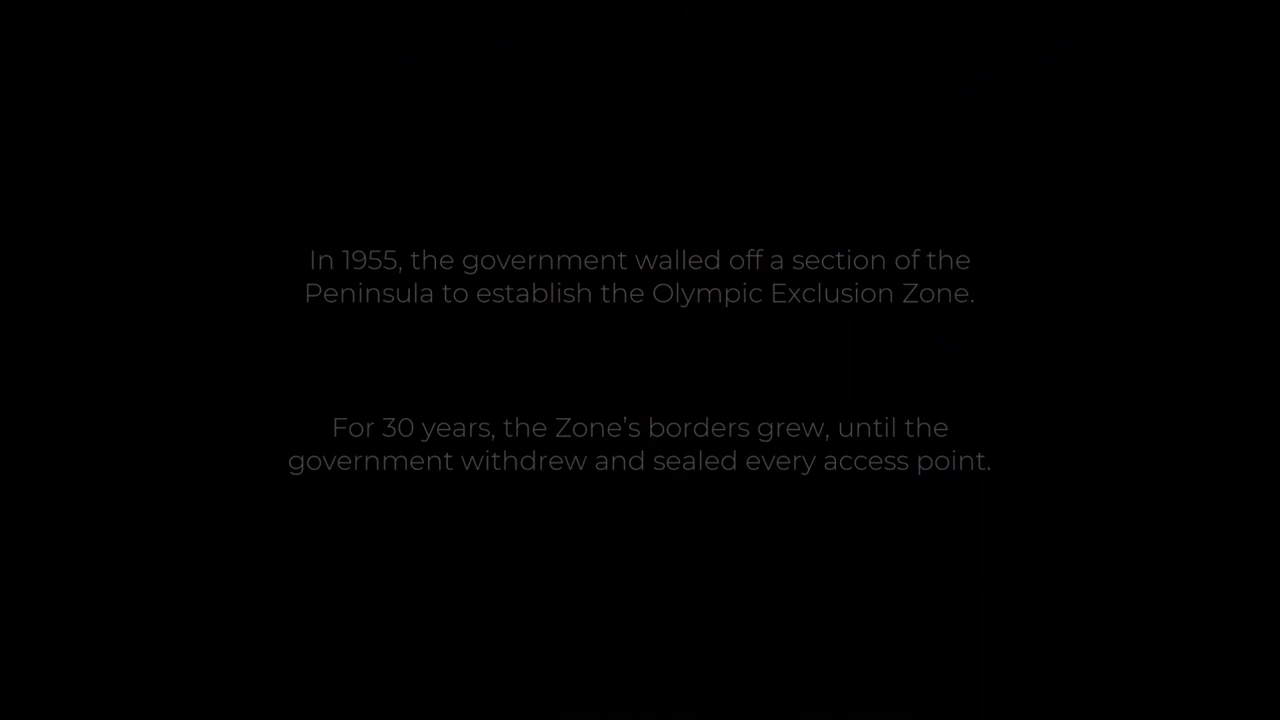 In 1955, the government walled off a section of the
Peninsula to establish the Olympic Exclusion Zone.
For 30 years, the Zone’s borders grew, until the
government withdrew and sealed every access point.